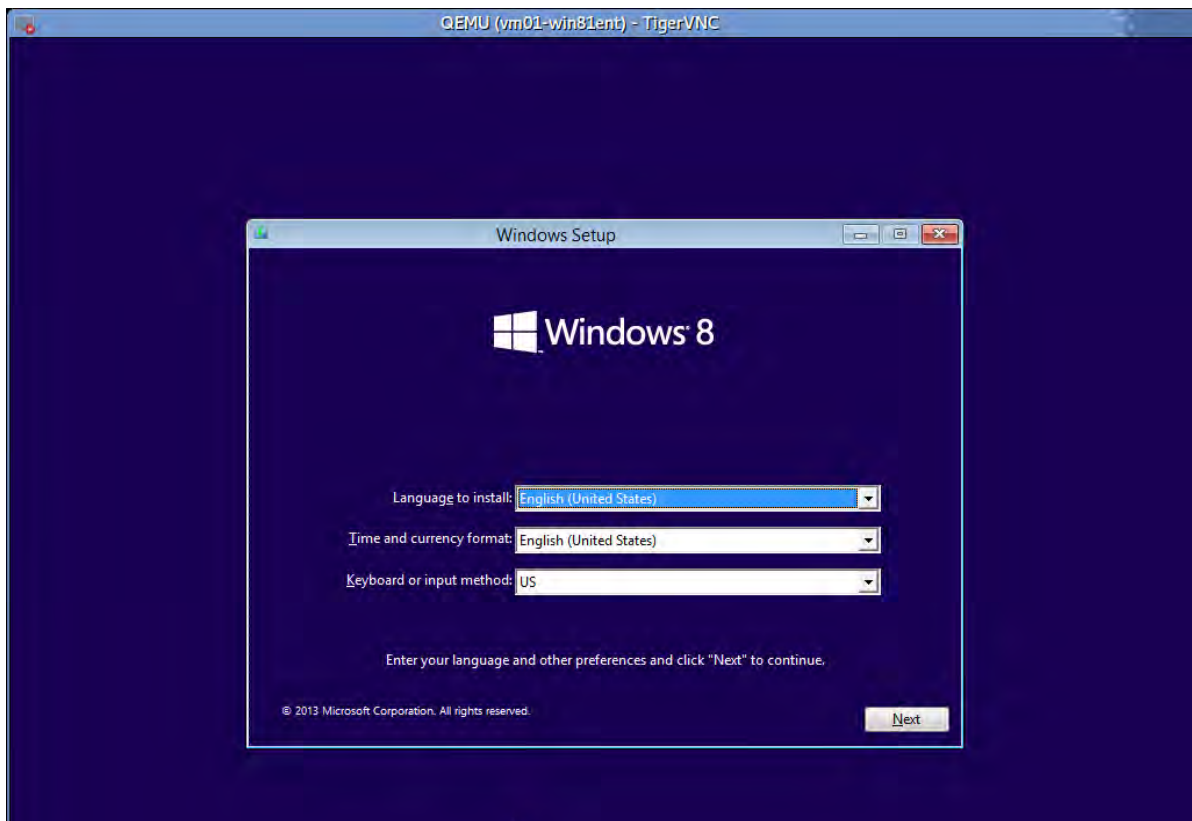 QEMU (vm01-win81ent) - TigerVNC
Windows Setup
Windows 8
Language to install: English (United States)
Time and currency format: English (United States)
Keyboard or input method: US
Enter your language and other preferences and click "Next" to continue.
© 2013 Microsoft Corporation. All rights reserved.
Next